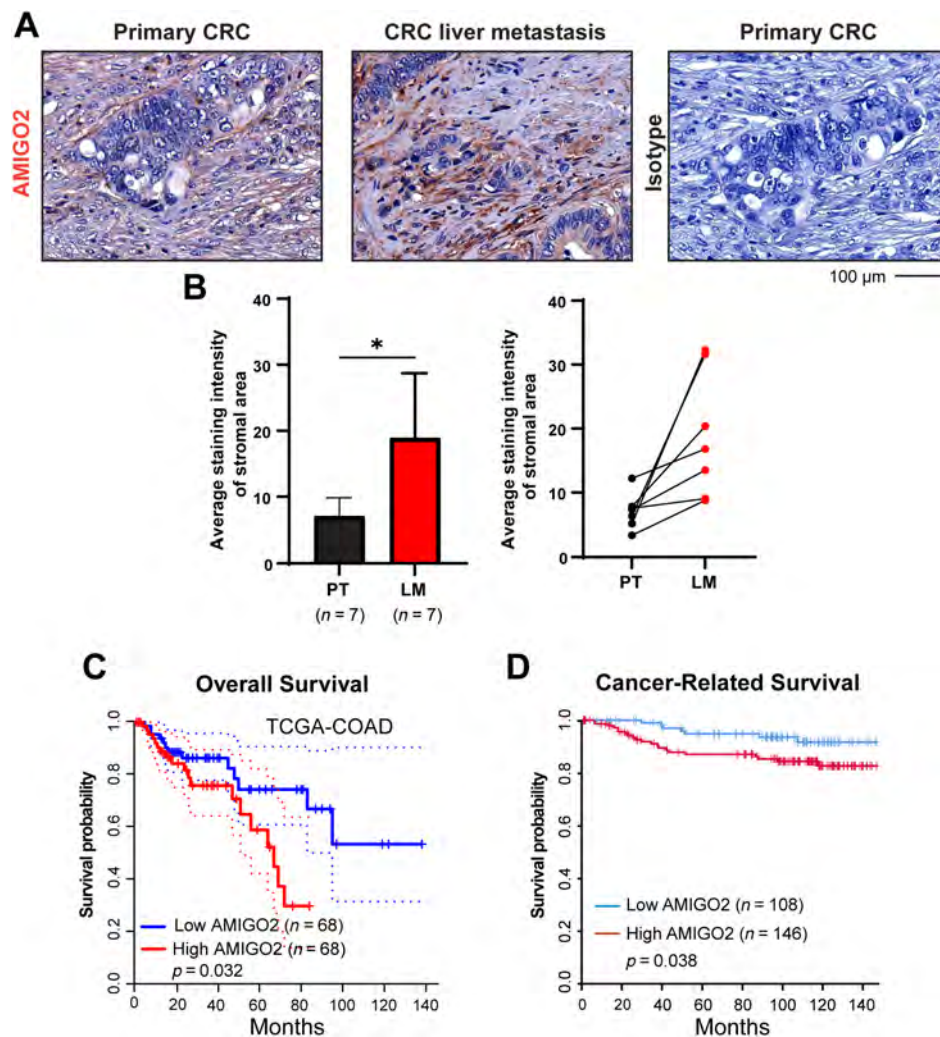 A
Primary CRC
CRC liver metastasis
Primary CRC
AMIGO2
Isotype
100 µm
B
Average staining intensity
of stromal area
40
30
20
10
0
*
PT
LM
(n = 7)
(n = 7)
Average staining intensity
of stromal area
40
30
20
10
0
PT
LM
C
Overall Survival
TCGA-COAD
Survival probability
1.0
0.8
0.6
0.4
0.2
0.0
Low AMIGO2 (n = 68)
High AMIGO2 (n = 68)
p = 0.032
0 20 40 60 80 100 120 140
Months
D
Cancer-Related Survival
Survival probability
1.0
0.8
0.6
0.4
0.2
0.0
Low AMIGO2 (n = 108)
High AMIGO2 (n = 146)
p = 0.038
0 20 40 60 80 100 120 140
Months